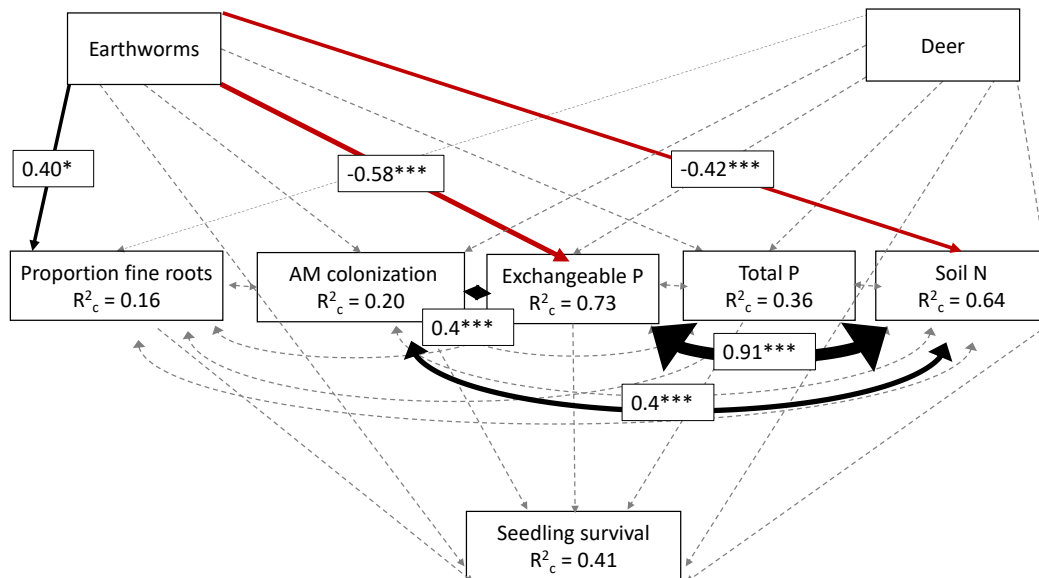 Earthworms
Deer
0.40*
-0.58***
-0.42***
Proportion fine roots
R²c = 0.16
AM colonization
R²c = 0.20
Exchangeable P
R²c = 0.73
Total P
R²c = 0.36
Soil N
R²c = 0.64
0.4***
0.91***
0.4***
Seedling survival
R²c = 0.41